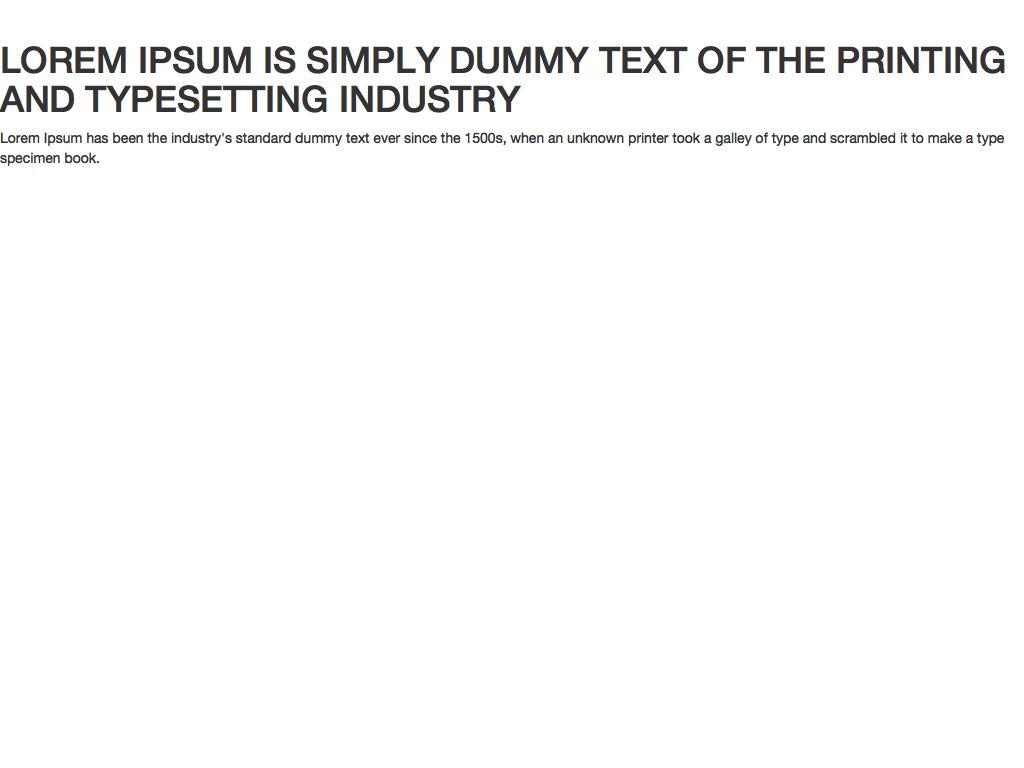 LOREM IPSUM IS SIMPLY DUMMY TEXT OF THE PRINTING
AND TYPESETTING INDUSTRY
Lorem Ipsum has been the industry's standard dummy text ever since the 1500s, when an unknown printer took a galley of type and scrambled it to make a type
specimen book.